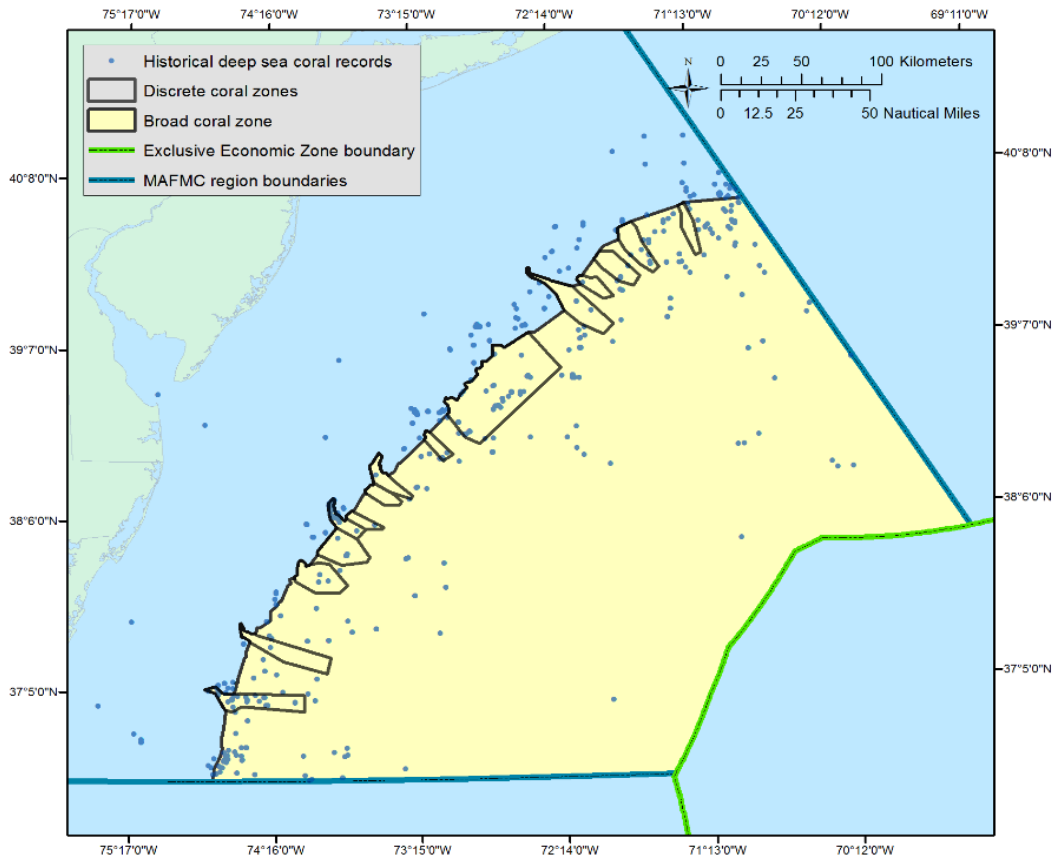 75°17'0"W 74°16'0"W 73°15'0"W 72°14'0"W 71°13'0"W 70°12'0"W 69°11'0"W
Historical deep sea coral records
Discrete coral zones
Broad coral zone
Exclusive Economic Zone boundary
MAFMC region boundaries
N
0 25 50 100 Kilometers
0 12.5 25 50 Nautical Miles
40°8'0"N 40°8'0"N
39°7'0"N 39°7'0"N
38°6'0"N 38°6'0"N
37°5'0"N 37°5'0"N
75°17'0"W 74°16'0"W 73°15'0"W 72°14'0"W 71°13'0"W 70°12'0"W